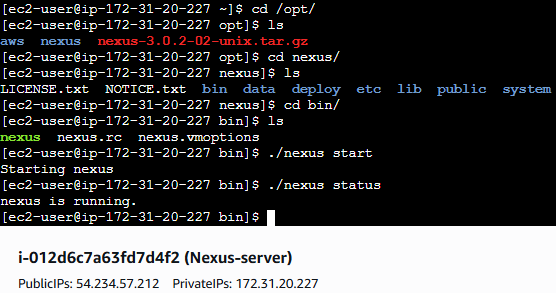 [ec2-user@ip-172-31-20-227 ~]$ cd /opt/
[ec2-user@ip-172-31-20-227 opt]$ ls
aws nexus nexus-3.0.2-02-unix.tar.gz
[ec2-user@ip-172-31-20-227 opt]$ cd nexus/
[ec2-user@ip-172-31-20-227 nexus]$ ls
LICENSE.txt NOTICE.txt bin data deploy etc lib public system
[ec2-user@ip-172-31-20-227 nexus]$ cd bin/
[ec2-user@ip-172-31-20-227 bin]$ ls
nexus nexus.rc nexus.vmoptions
[ec2-user@ip-172-31-20-227 bin]$ ./nexus start
Starting nexus
[ec2-user@ip-172-31-20-227 bin]$ ./nexus status
nexus is running.
[ec2-user@ip-172-31-20-227 bin]$
i-012d6c7a63fd7d4f2 (Nexus-server)
PublicIPs: 54.234.57.212 PrivateIPs: 172.31.20.227